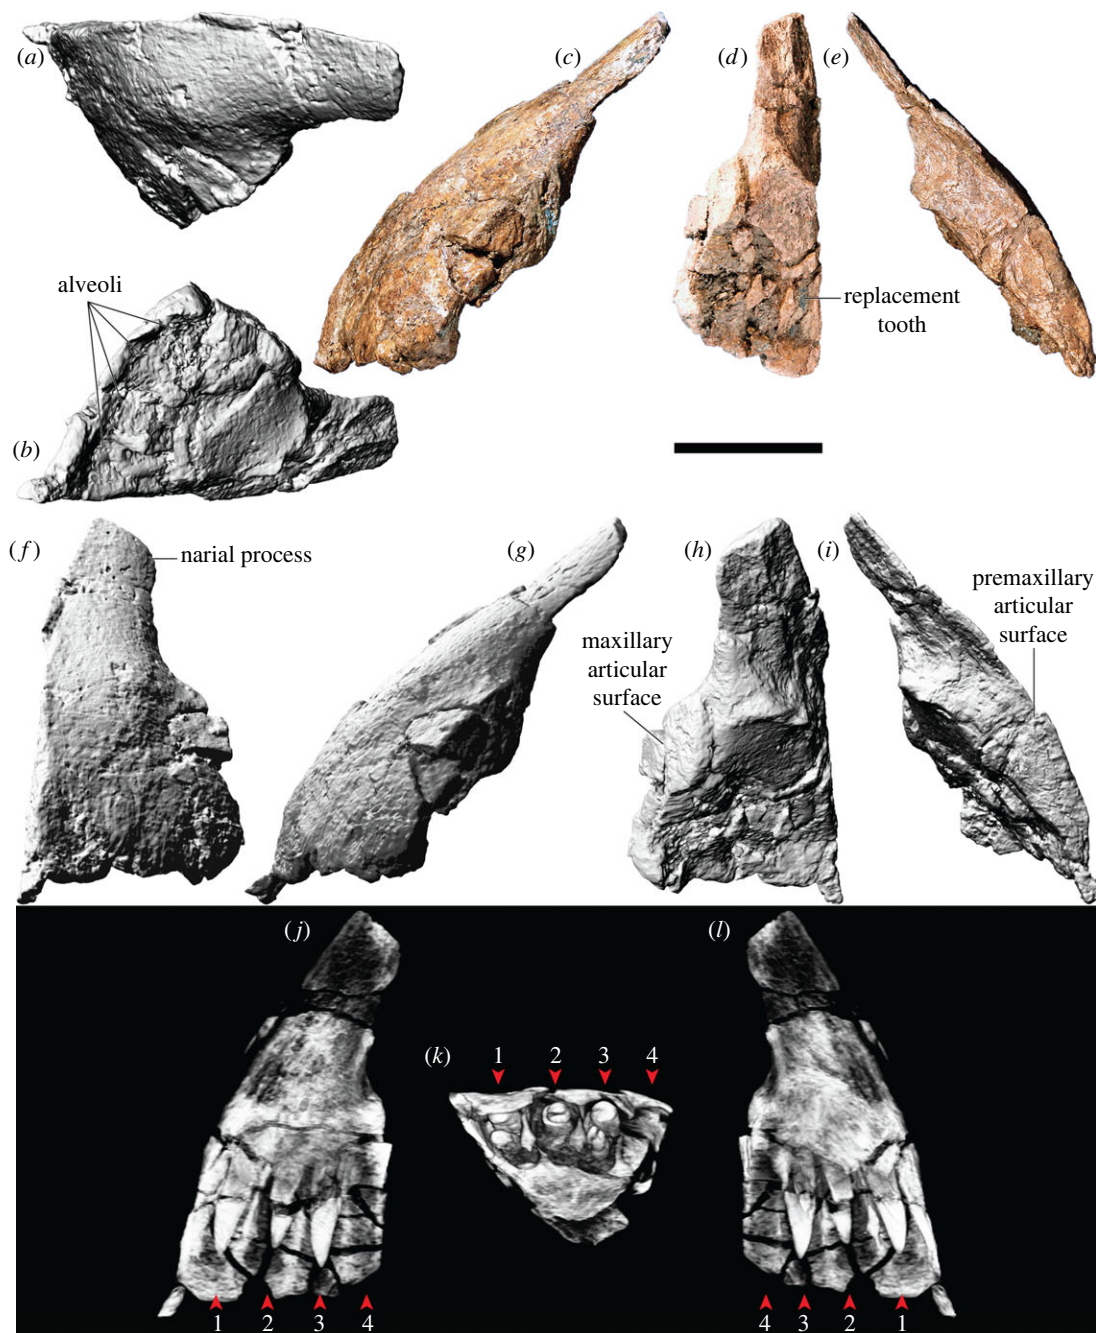 (a)
(c)
(d)
(e)
alveoli
replacement
tooth
(b)
(f)
narial process
(g)
(h)
(i)
premaxillary
articular
surface
maxillary
articular
surface
(j)
(l)
(k)
1 2 3 4
1 2 3 4
4 3 2 1